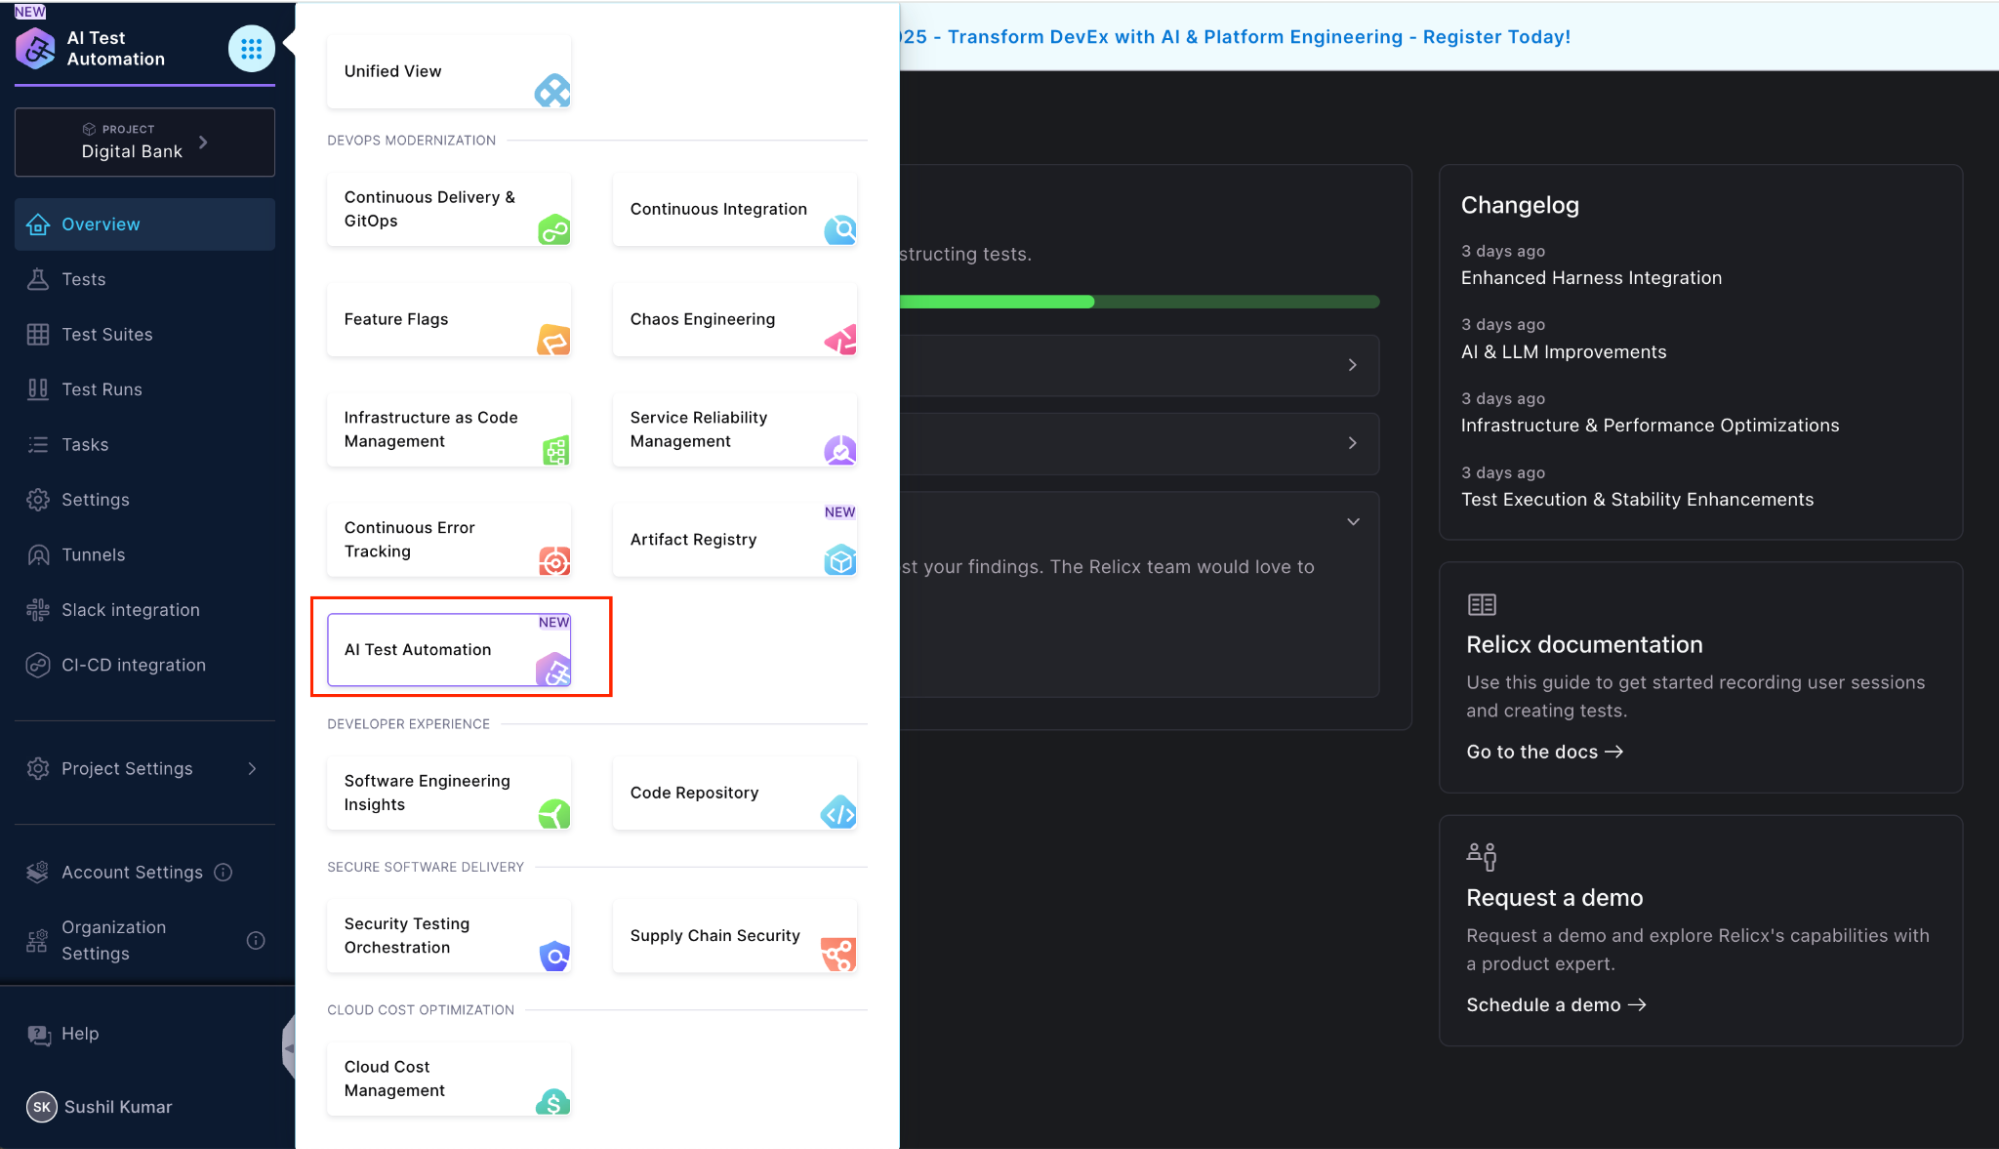 NEW
AI Test
Automation
PROJECT
Digital Bank
Overview
Tests
Test Suites
Test Runs
Tasks
Settings
Tunnels
Slack integration
CI-CD integration
Project Settings
Account Settings
Organization
Settings
Help
SK Sushil Kumar
Unified View
DEVOPS MODERNIZATION
Continuous Delivery &
GitOps
Continuous Integration
Feature Flags
Chaos Engineering
Infrastructure as Code
Management
Service Reliability
Management
Continuous Error
Tracking
NEW
Artifact Registry
NEW
AI Test Automation
DEVELOPER EXPERIENCE
Software Engineering
Insights
Code Repository
SECURE SOFTWARE DELIVERY
Security Testing
Orchestration
Supply Chain Security
CLOUD COST OPTIMIZATION
Cloud Cost
Management
25 - Transform DevEx with AI & Platform Engineering - Register Today!
structing tests.
st your findings. The Relicx team would love to
Changelog
3 days ago
Enhanced Harness Integration
3 days ago
AI & LLM Improvements
3 days ago
Infrastructure & Performance Optimizations
3 days ago
Test Execution & Stability Enhancements
Relicx documentation
Use this guide to get started recording user sessions
and creating tests.
Go to the docs →
Request a demo
Request a demo and explore Relicx's capabilities with
a product expert.
Schedule a demo →